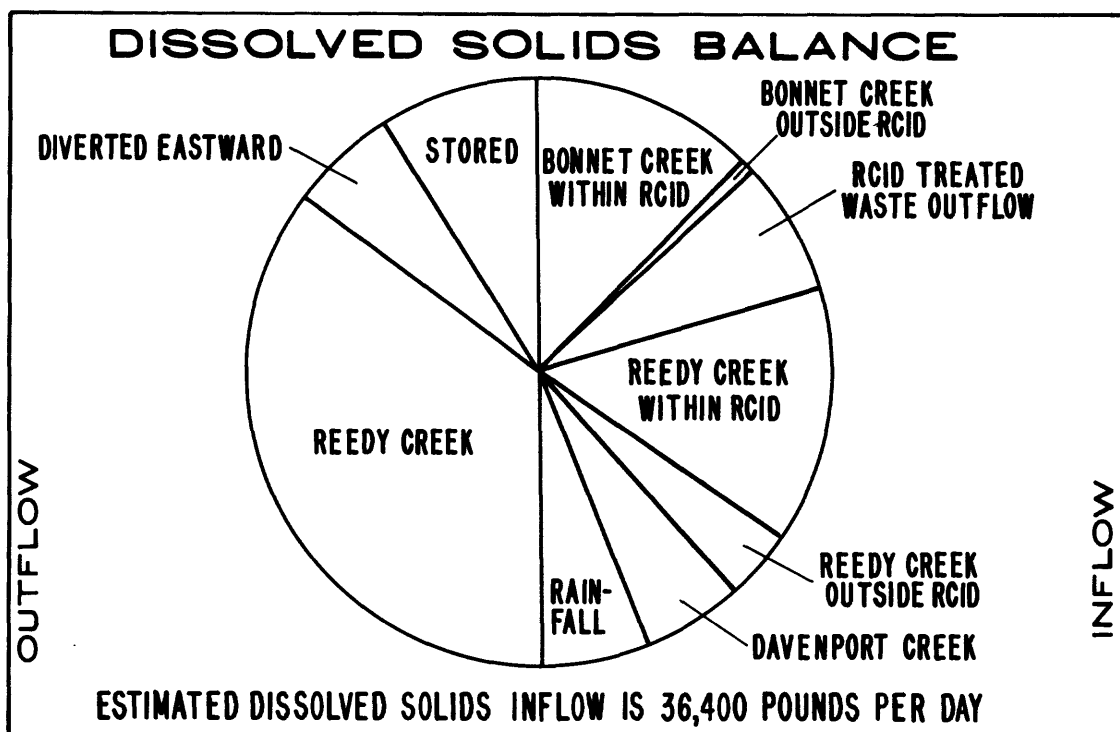 DISSOLVED SOLIDS BALANCE
DIVERTED EASTWARD
STORED
BONNET CREEK
WITHIN RCID
BONNET CREEK
OUTSIDE RCID
RCID TREATED
WASTE OUTFLOW
REEDY CREEK
WITHIN RCID
REEDY CREEK
REEDY CREEK
OUTSIDE RCID
RAIN-
FALL
DAVENPORT CREEK
OUTFLOW
INFLOW
ESTIMATED DISSOLVED SOLIDS INFLOW IS 36,400 POUNDS PER DAY